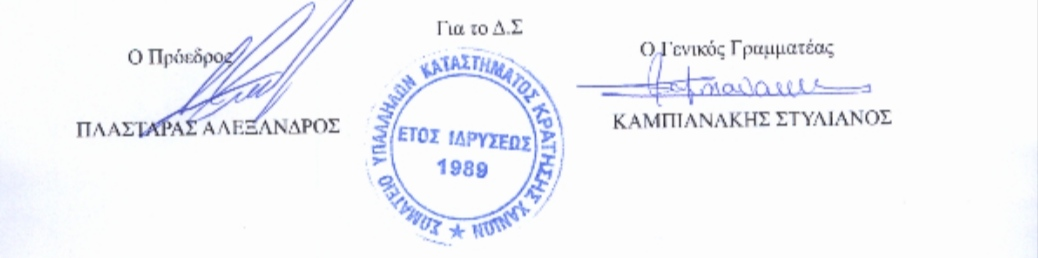 Για το Δ.Σ
Ο Πρόεδρος
Ο Γενικός Γραμματέας
ΠΛΑΣΤΑΡΑΣ ΑΛΕΞΑΝΔΡΟΣ
ΚΑΜΠΙΑΝΑΚΗΣ ΣΤΥΛΙΑΝΟΣ
ΣΩΜΑΤΕΙΟ ΥΠΑΛΛΗΛΩΝ ΚΑΤΑΣΤΗΜΑΤΟΣ ΚΡΑΤΗΣΗΣ ΧΑΝΙΩΝ
ΕΤΟΣ ΙΔΡΥΣΕΩΣ
1989